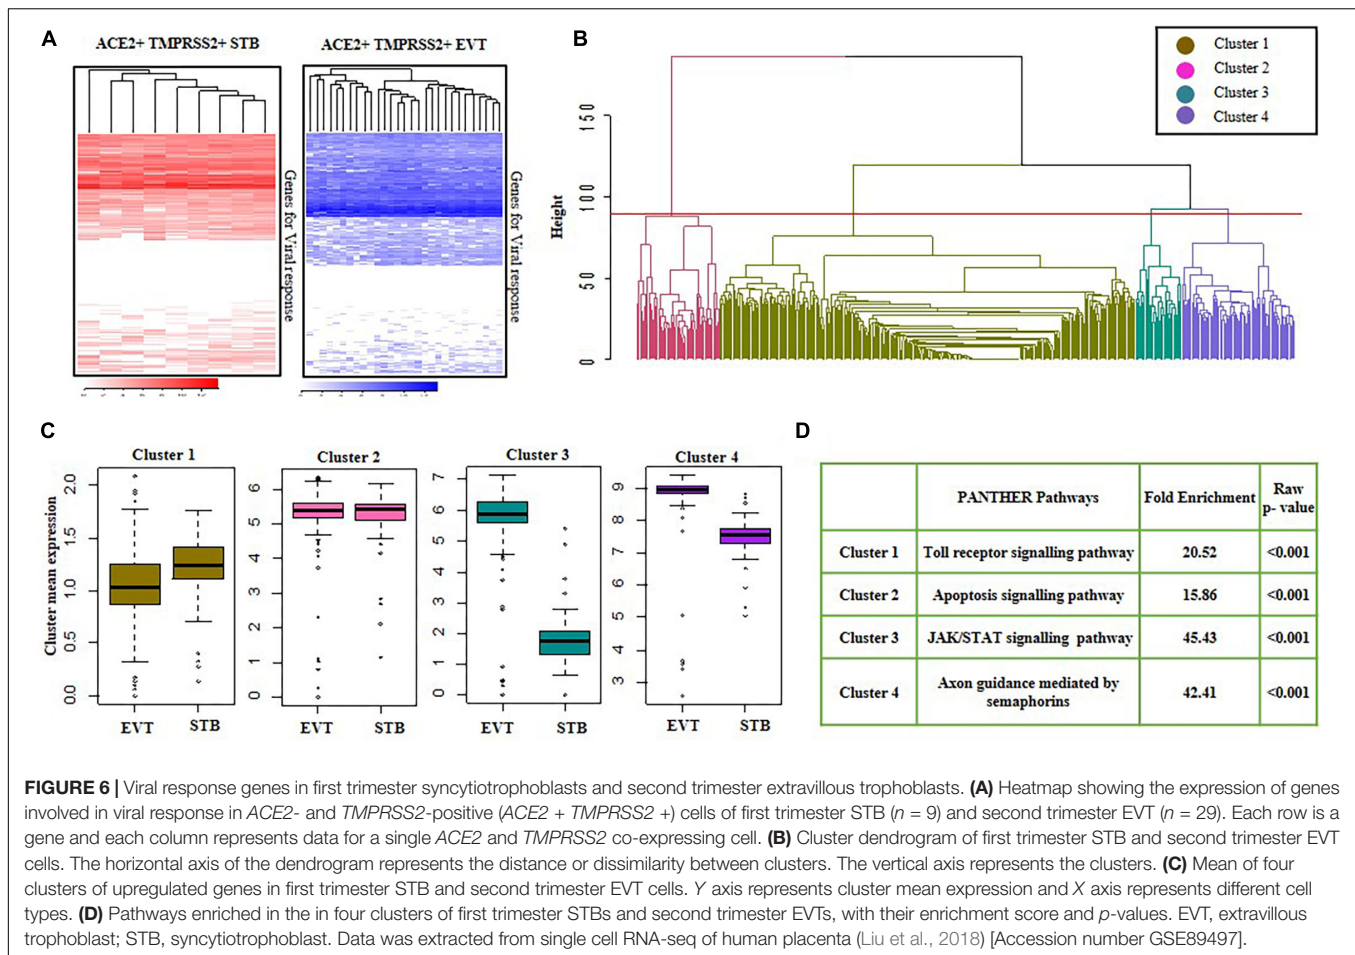 A
ACE2+ TMPRSS2+ STB
ACE2+ TMPRSS2+ EVT
Genes for Viral response
Genes for Viral response
B
Cluster 1
Cluster 2
Cluster 3
Cluster 4
Height
150
100
50
0
C
Cluster 1
Cluster mean expression
2.0
1.5
1.0
0.5
0.0
EVT STB
Cluster 2
6
5
4
3
2
1
0
EVT STB
Cluster 3
7
6
5
4
3
2
1
0
EVT STB
Cluster 4
9
8
7
6
5
4
3
EVT STB
D
PANTHER Pathways Fold Enrichment Raw p- value
Cluster 1 Toll receptor signalling pathway 20.52 <0.001
Cluster 2 Apoptosis signalling pathway 15.86 <0.001
Cluster 3 JAK/STAT signalling pathway 45.43 <0.001
Cluster 4 Axon guidance mediated by semaphorins 42.41 <0.001
FIGURE 6 | Viral response genes in first trimester syncytiotrophoblasts and second trimester extravillous trophoblasts. (A) Heatmap showing the expression of genes
involved in viral response in ACE2- and TMPRSS2-positive (ACE2 + TMPRSS2 +) cells of first trimester STB (n = 9) and second trimester EVT (n = 29). Each row is a
gene and each column represents data for a single ACE2 and TMPRSS2 co-expressing cell. (B) Cluster dendrogram of first trimester STB and second trimester EVT
cells. The horizontal axis of the dendrogram represents the distance or dissimilarity between clusters. The vertical axis represents the clusters. (C) Mean of four
clusters of upregulated genes in first trimester STB and second trimester EVT cells. Y axis represents cluster mean expression and X axis represents different cell
types. (D) Pathways enriched in the in four clusters of first trimester STBs and second trimester EVTs, with their enrichment score and p-values. EVT, extravillous
trophoblast; STB, syncytiotrophoblast. Data was extracted from single cell RNA-seq of human placenta (Liu et al., 2018) [Accession number GSE89497].